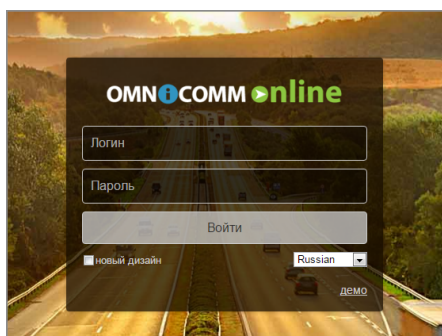 OMNICOMM online
Логин
Пароль
Войти
новый дизайн
Russian
демо